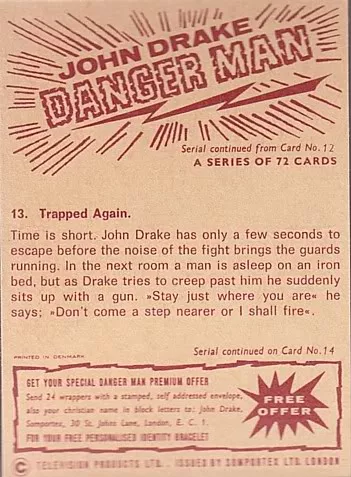 JOHN DRAKE
DANGER MAN
Serial continued from Card No. 12
A SERIES OF 72 CARDS
13. Trapped Again.
Time is short. John Drake has only a few seconds to
escape before the noise of the fight brings the guards
running. In the next room a man is asleep on an iron
bed, but as Drake tries to creep past him he suddenly
sits up with a gun. »Stay just where you are« he
says; »Don't come a step nearer or I shall fire«.
PRINTED IN DENMARK
Serial continued on Card No. 14
GET YOUR SPECIAL DANGER MAN PREMIUM OFFER
Send 24 wrappers with a stamped, self addressed envelope,
also your christian name in block letters to: John Drake,
Somportex, 30 St. Johns Lane, London, E. C. 1.
FOR YOUR FREE PERSONALISED IDENTITY BRACELET
FREE
OFFER
© TELEVISION PRODUCTS LTD. . ISSUED BY SOMPORTEX LTD. LONDON